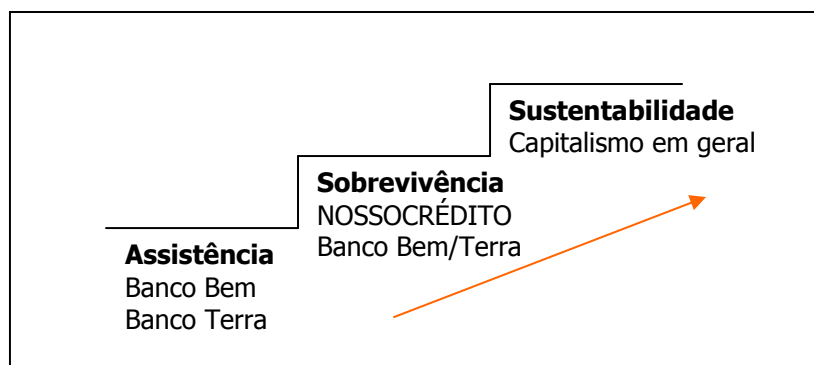 Sustentabilidade
Capitalismo em geral
Sobrevivência
NOSSOCRÉDITO
Banco Bem/Terra
Assistência
Banco Bem
Banco Terra